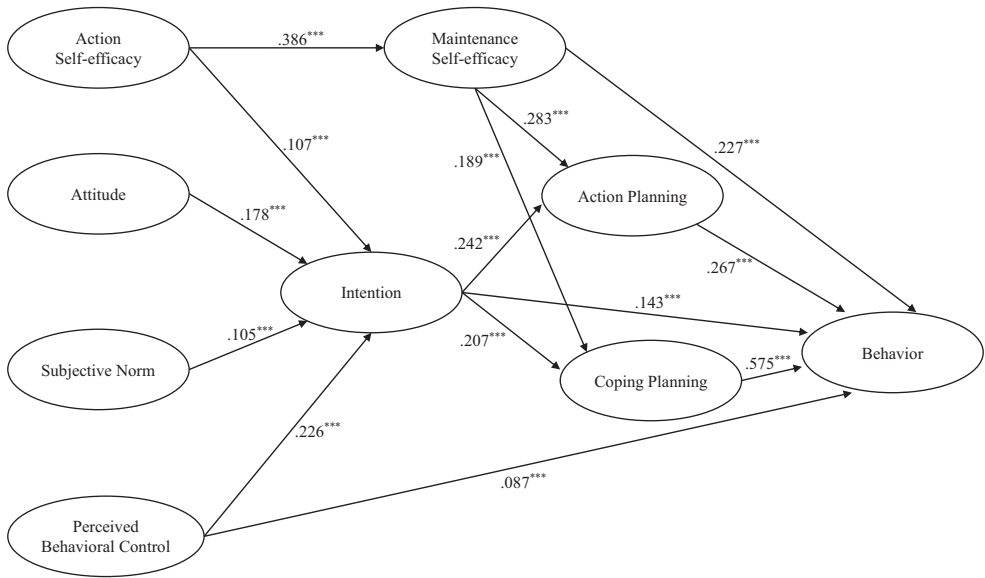 Action
Self-efficacy
.386***
Maintenance
Self-efficacy
.283***
.107***
.189***
.227***
Attitude
.178***
Action Planning
.242***
.267***
Intention
.143***
.105***
.207***
Behavior
Subjective Norm
Coping Planning
.575***
.226***
.087***
Perceived
Behavioral Control